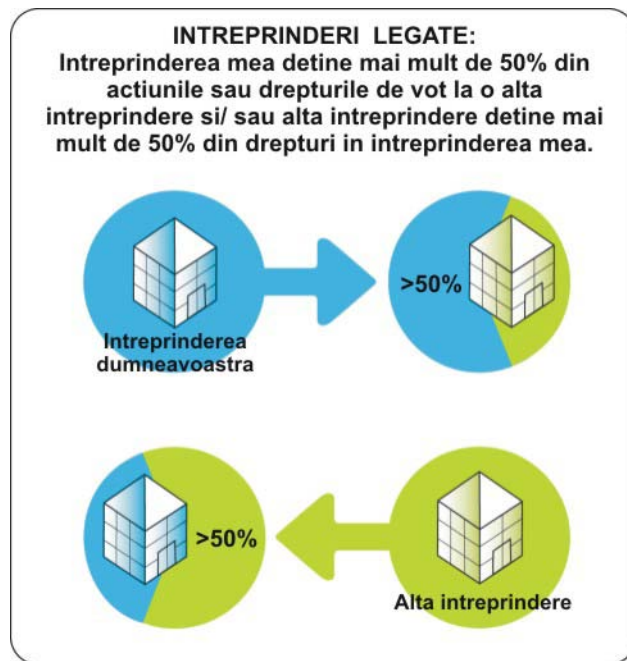 INTREPRINDERI LEGATE:
Intreprinderea mea detine mai mult de 50% din
actiunile sau drepturile de vot la o alta
intreprindere si/ sau alta intreprindere detine mai
mult de 50% din drepturi in intreprinderea mea.
>50%
Intreprinderea
dumneavoastra
>50%
Alta intreprindere